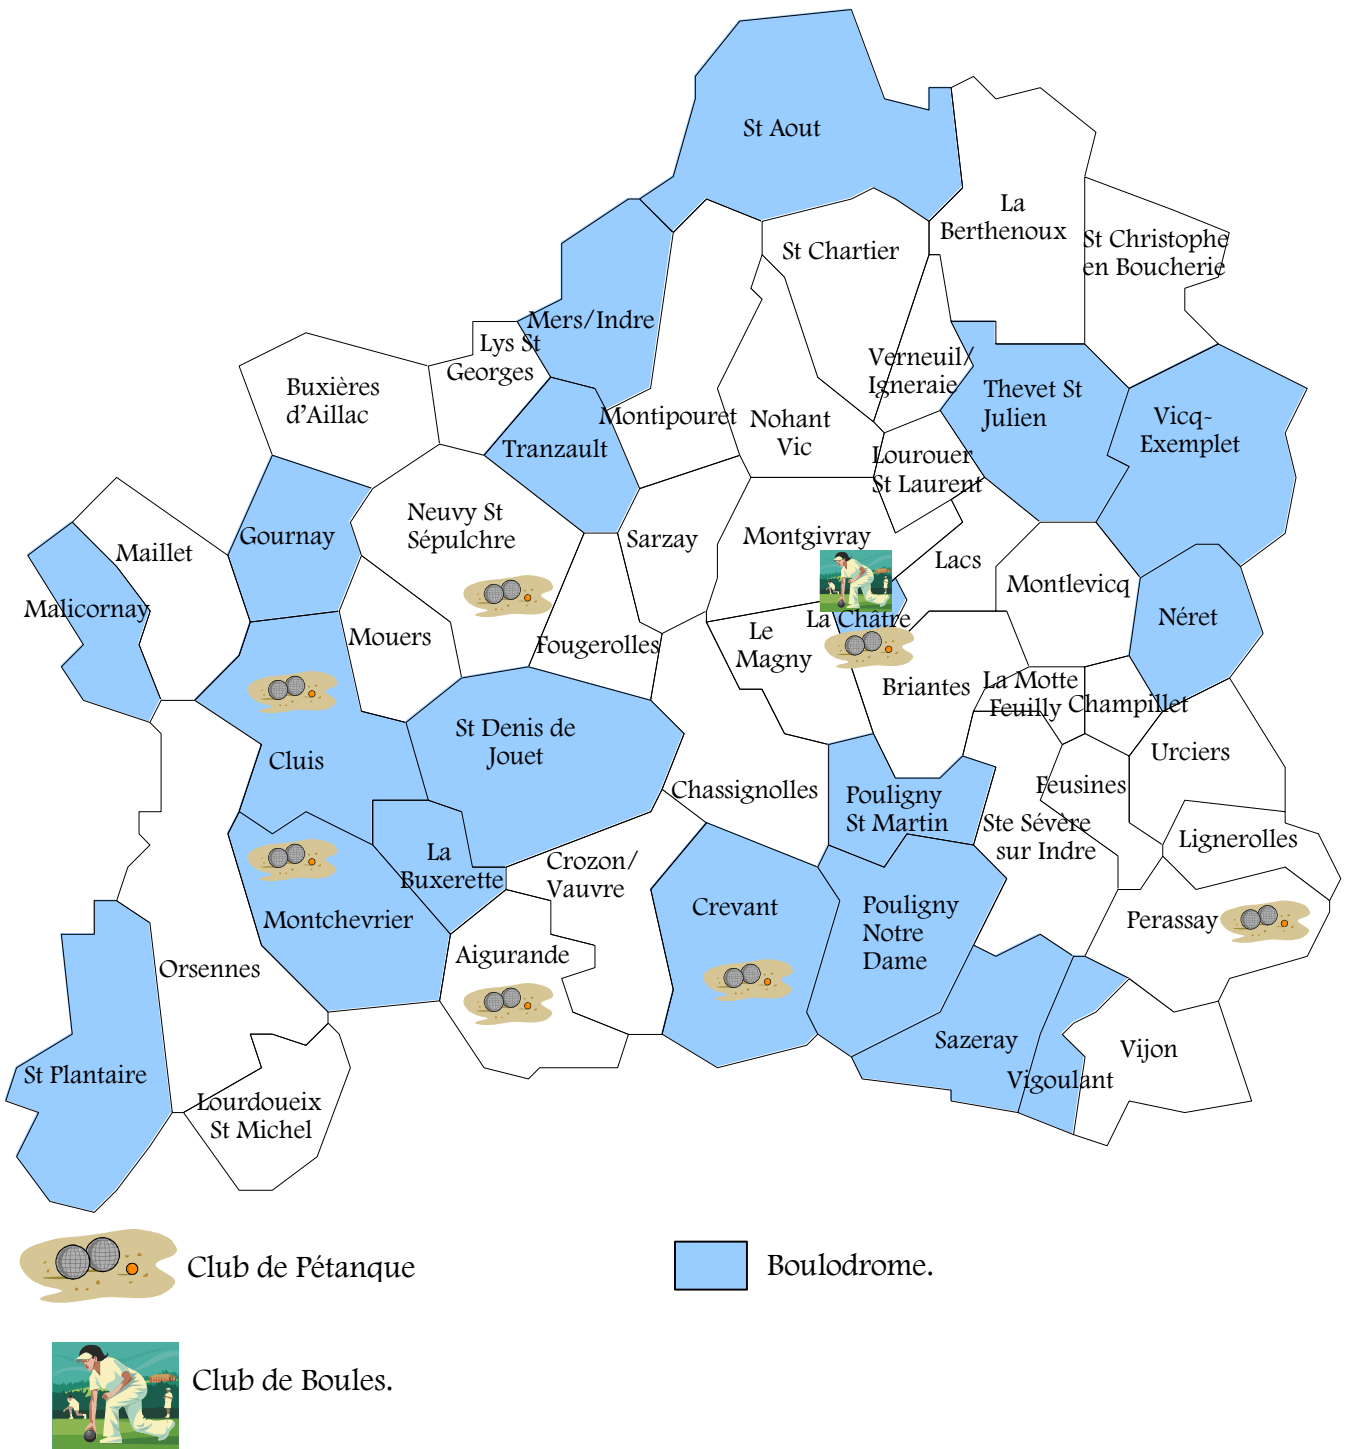 St Aout
La
Berthenoux
St Christophe
en Boucherie
St Chartier
Mers/Indre
Lys St
Georges
Verneuil/
Igneraie
Buxières
d'Aillac
Thevet St
Julien
Vicq-
Exemplet
Montipouret
Nohant
Vic
Tranzault
Lourouer
St Laurent
Neuvy St
Sépulchre
Gournay
Sarzay
Montgivray
Maillet
Lacs
Montlevicq
Malicornay
La Châtre
Néret
Mouers
Fougerolles
Le
Magny
Briantes
La Motte
Feuilly
Champillet
St Denis de
Jouet
Cluis
Urciers
Chassignolles
Feusines
Pouligny
St Martin
Ste Sévère
sur Indre
Lignerolles
La
Buxerette
Crozon/
Vauvre
Montchevrier
Crevant
Pouligny
Notre
Dame
Perassay
Aigurande
Orsennes
Sazeray
Vijon
St Plantaire
Vigoulant
Lourdoueix
St Michel
Club de Pétanque
Boulodrome.
Club de Boules.